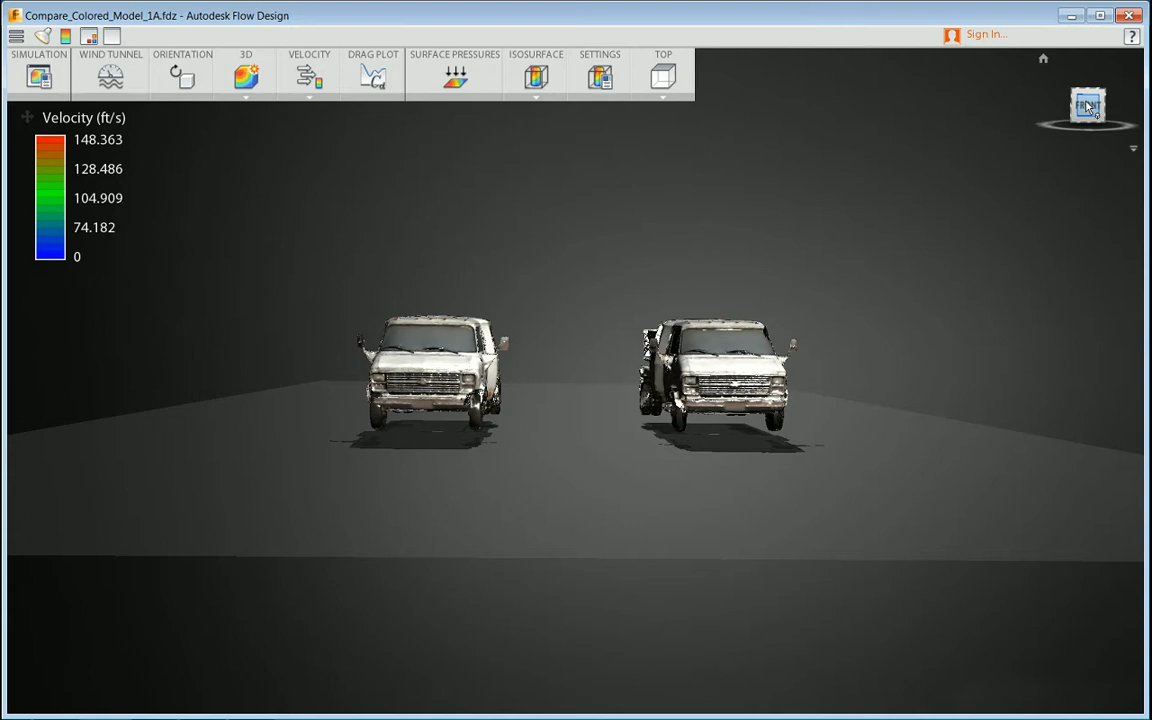 Compare_Colored_Model_1A.fdz - Autodesk Flow Design
Sign In...
?
SIMULATION WIND TUNNEL ORIENTATION 3D VELOCITY DRAG PLOT SURFACE PRESSURES ISOSURFACE SETTINGS TOP
FRONT
Velocity (ft/s)
148.363
128.486
104.909
74.182
0